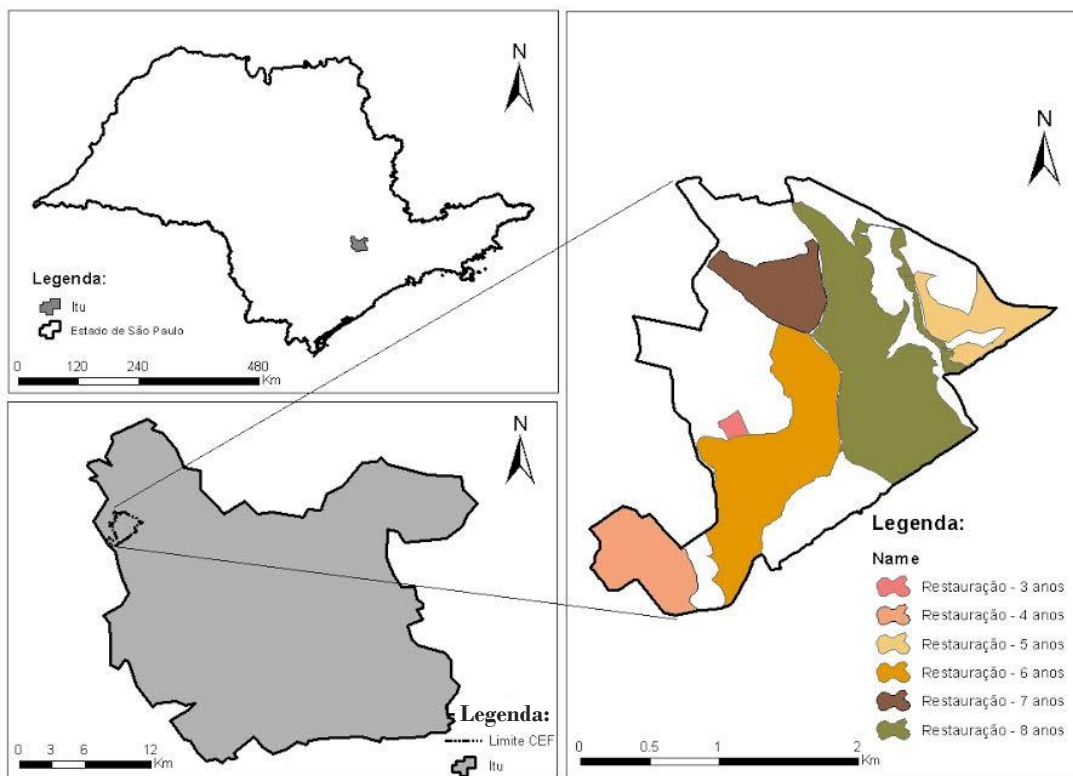 N
Legenda:
Itu
Estado de São Paulo
0 120 240 480
Km
N
Legenda:
Limite CEF
Itu
0 3 6 12
Km
N
Legenda:
Name
Restauração - 3 anos
Restauração - 4 anos
Restauração - 5 anos
Restauração - 6 anos
Restauração - 7 anos
Restauração - 8 anos
0 0.5 1 2
Km